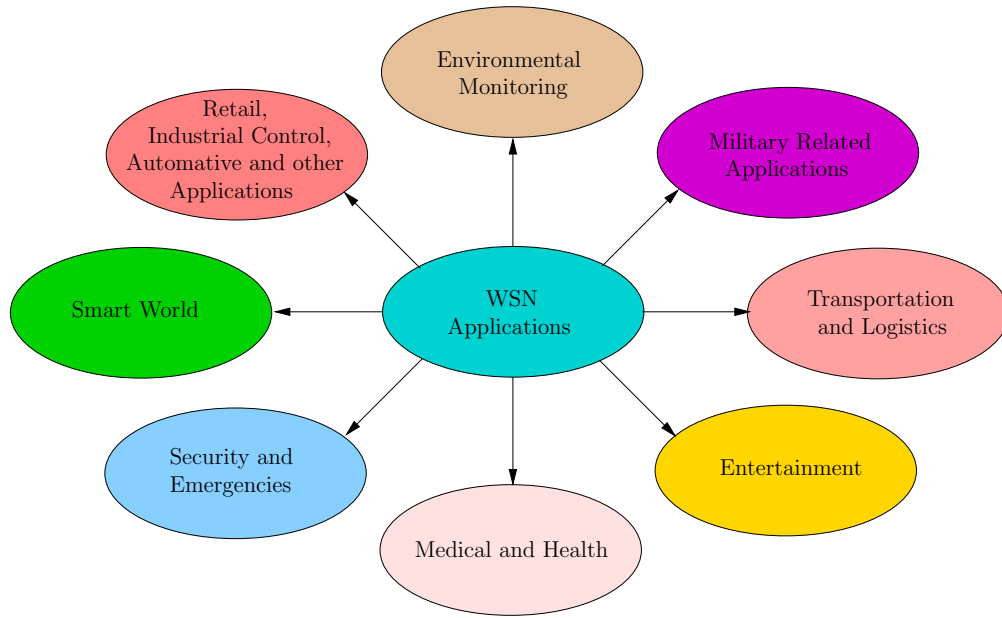 Environmental
Monitoring
Retail,
Industrial Control,
Automative and other
Applications
Military Related
Applications
Smart World
WSN
Applications
Transportation
and Logistics
Security and
Emergencies
Entertainment
Medical and Health